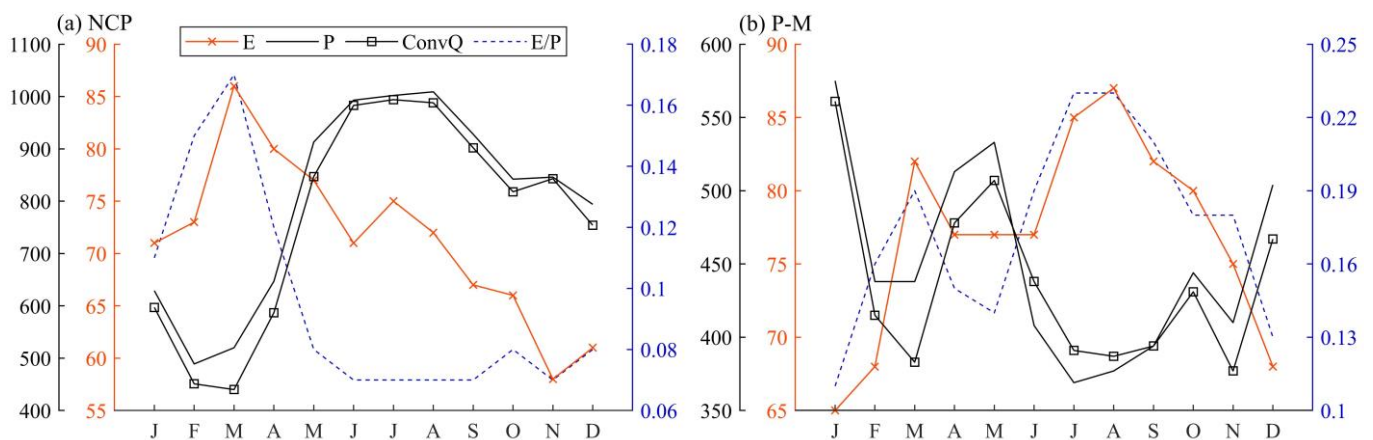 (a) NCP
(b) P-M
E P ConvQ E/P
1100 90 0.18 600 90 0.25
0.16 550 85 0.22
1000 85
900 80 0.14
500 80 0.19
800 75 0.12
700 70 0.1 450 75 0.16
600 65 0.08 400 70 0.13
500 60
400 55 0.06 350 65 0.1
J F M A M J J A S O N D
J F M A M J J A S O N D